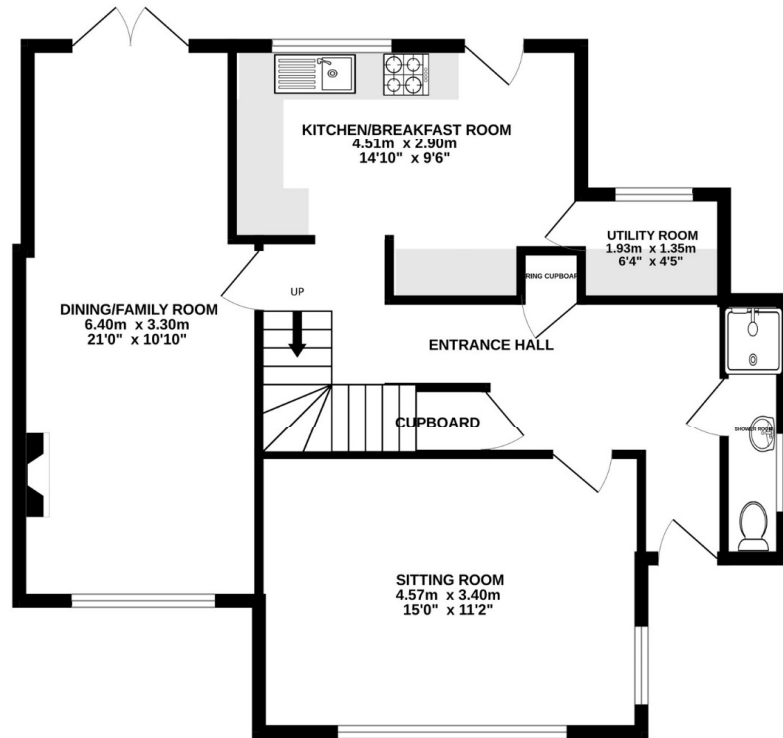 KITCHEN/BREAKFAST ROOM
4.51m x 2.90m
14'10" x 9'6"
UTILITY ROOM
1.93m x 1.35m
6'4" x 4'5"
RING CUPBOAR
UP
DINING/FAMILY ROOM
6.40m x 3.30m
21'0" x 10'10"
ENTRANCE HALL
CUPBOARD
SHOWER ROOM
SITTING ROOM
4.57m x 3.40m
15'0" x 11'2"